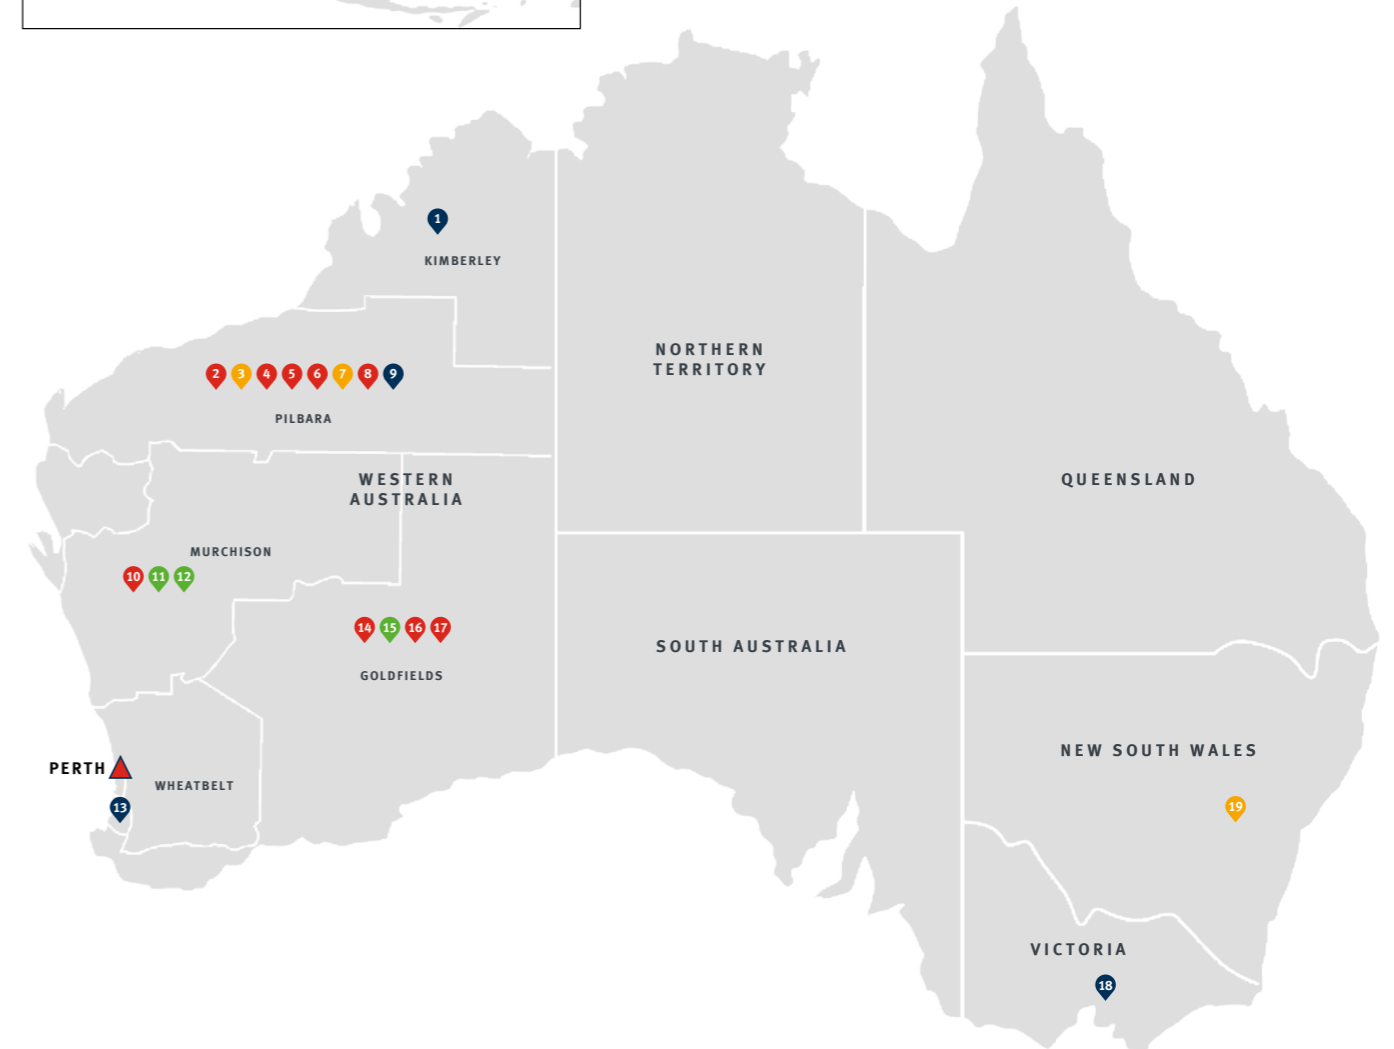 1
KIMBERLEY
NORTHERN
TERRITORY
2 3 4 5 6 7 8 9
PILBARA
WESTERN
AUSTRALIA
QUEENSLAND
MURCHISON
10 11 12
14 15 16 17
SOUTH AUSTRALIA
GOLDFIELDS
NEW SOUTH WALES
PERTH
WHEATBELT
13
19
VICTORIA
18